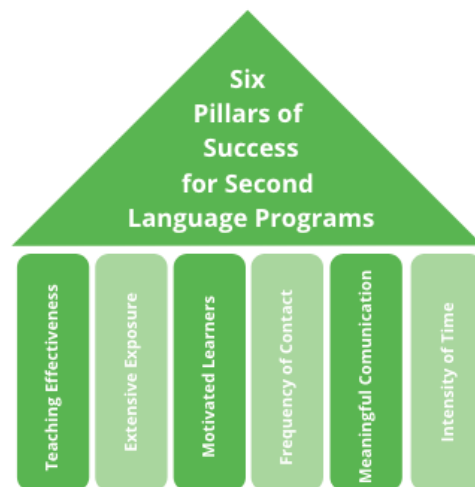 Six
Pillars of
Success
for Second
Language Programs
Teaching Effectiveness
Extensive Exposure
Motivated Learners
Frequency of Contact
Meaningful Comunication
Intensity of Time